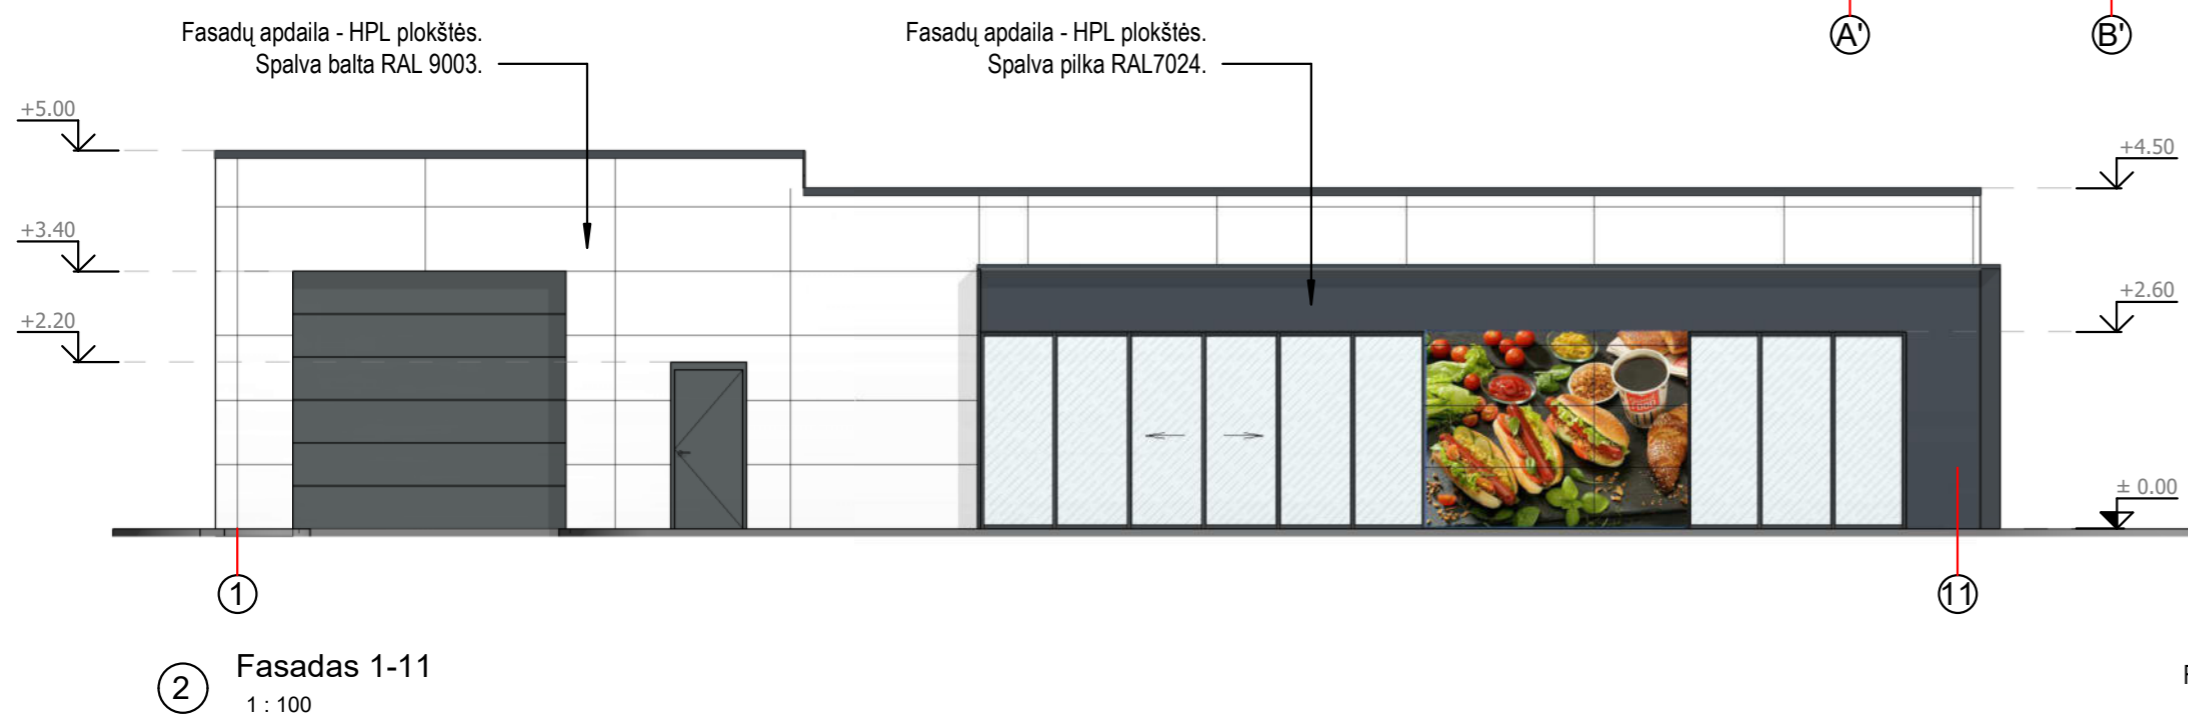 Fasadų apdaila - HPL plokštės.
Spalva balta RAL 9003.
Fasadų apdaila - HPL plokštės.
Spalva pilka RAL7024.
A'
B'
+5.00
+4.50
+3.40
+2.60
+2.20
± 0.00
1
11
2
Fasadas 1-11
1 : 100